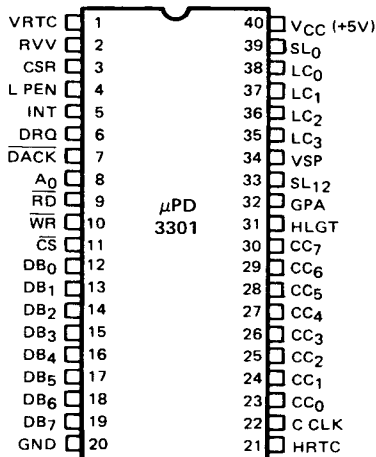 VRTC 1 40 VCC (+5V)
RVV 2 39 SL0
CSR 3 38 LC0
L PEN 4 37 LC1
INT 5 36 LC2
DRQ 6 35 LC3
DACK 7 34 VSP
A0 8 33 SL12
RD 9 μPD 32 GPA
WR 10 3301 31 HLGT
CS 11 30 CC7
DB0 12 29 CC6
DB1 13 28 CC5
DB2 14 27 CC4
DB3 15 26 CC3
DB4 16 25 CC2
DB5 17 24 CC1
DB6 18 23 CC0
DB7 19 22 C CLK
GND 20 21 HRTC